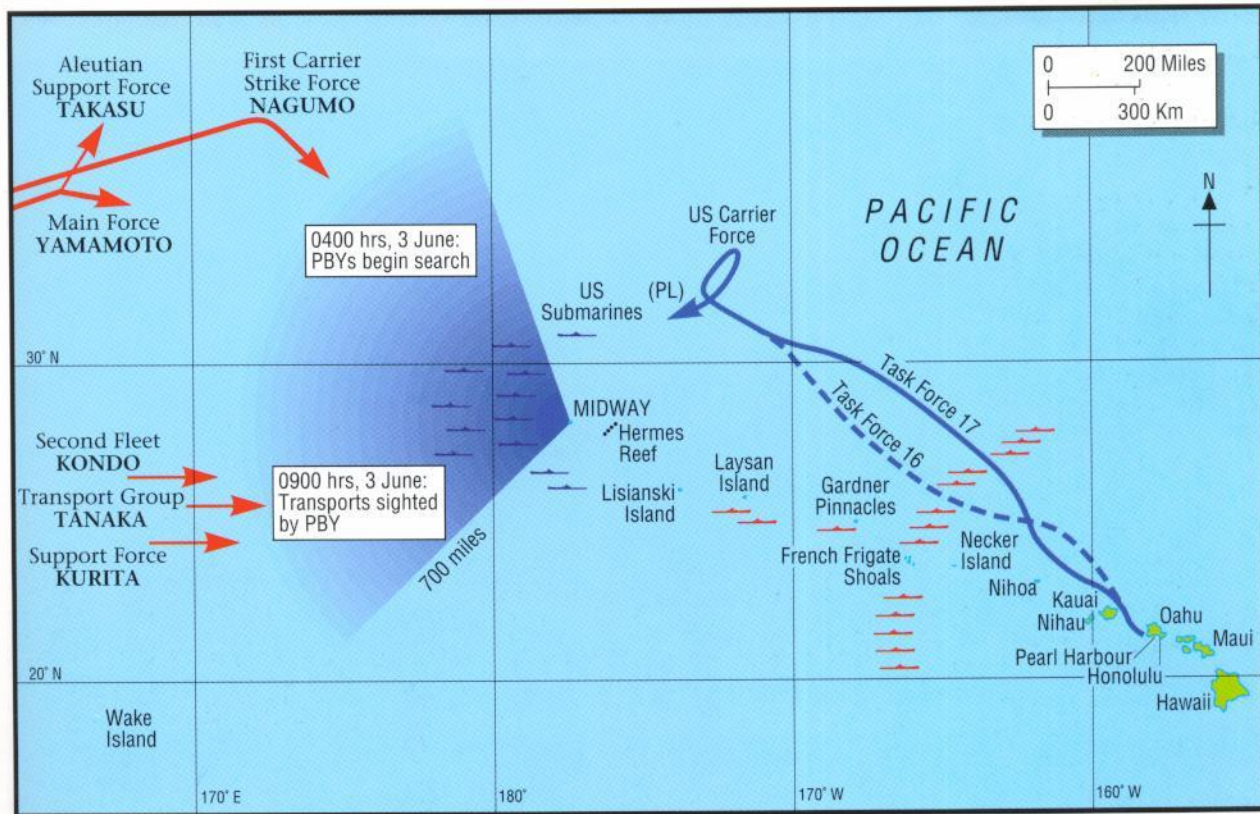 Aleutian
Support Force
TAKASU
First Carrier
Strike Force
NAGUMO
0 200 Miles
0 300 Km
N
Main Force
YAMAMOTO
0400 hrs, 3 June:
PBYs begin search
US Carrier
Force
PACIFIC
OCEAN
US
Submarines
(PL)
30° N
Task Force 17
Task Force 16
MIDWAY
Hermes
Reef
Second Fleet
KONDO
Transport Group
TANAKA
Support Force
KURITA
0900 hrs, 3 June:
Transports sighted
by PBY
700 miles
Lisianski
Island
Laysan
Island
Gardner
Pinnacles
French Frigate
Shoals
Necker
Island
Nihoa
Kauai
Nihau
Oahu
Maui
Pearl Harbour
Honolulu
Hawaii
20° N
Wake
Island
170° E
180°
170° W
160° W